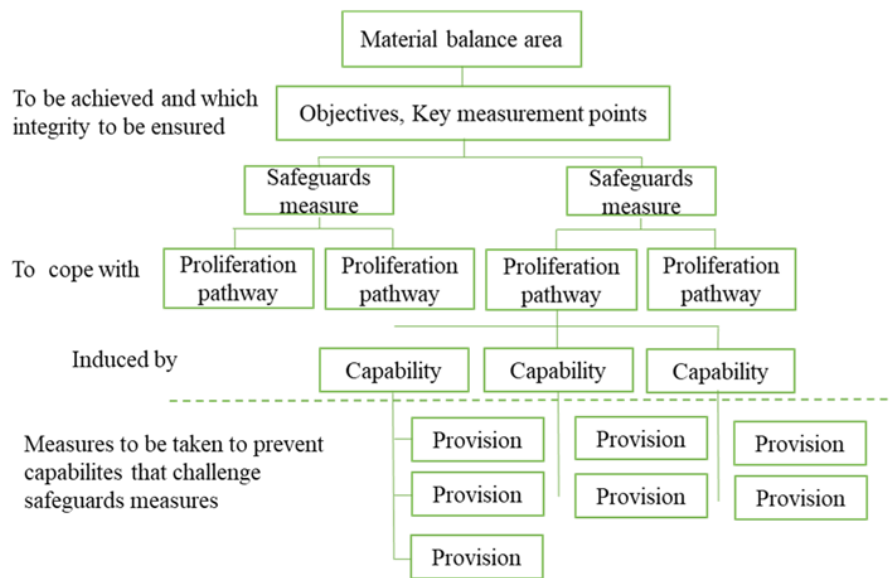 Material balance area
To be achieved and which
integrity to be ensured
Objectives, Key measurement points
Safeguards
measure
Safeguards
measure
To cope with
Proliferation
pathway
Proliferation
pathway
Proliferation
pathway
Proliferation
pathway
Induced by
Capability
Capability
Capability
Measures to be taken to prevent
capabilites that challenge
safeguards measures
Provision
Provision
Provision
Provision
Provision
Provision
Provision